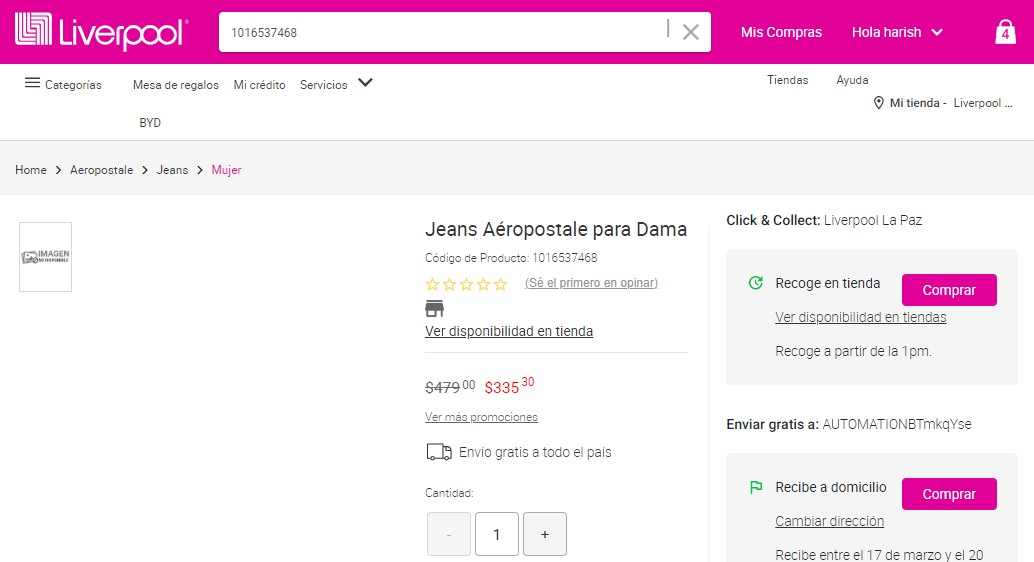 Liverpool
1016537468
Mis Compras
Hola harish
4
Categorías
Mesa de regalos
Mi crédito
Servicios
Tiendas
Ayuda
Mi tienda - Liverpool ...
BYD
Home > Aeropostale > Jeans > Mujer
IMAGEN
NO DISPONIBLE
Jeans Aéropostale para Dama
Código de Producto: 1016537468
(Sé el primero en opinar)
Ver disponibilidad en tienda
$479 00 $335 30
Ver más promociones
Envío gratis a todo el país
Cantidad:
- 1 +
Click & Collect: Liverpool La Paz
Recoge en tienda
Comprar
Ver disponibilidad en tiendas
Recoge a partir de la 1pm.
Enviar gratis a: AUTOMATIONBTmkqYse
Recibe a domicilio
Comprar
Cambiar dirección
Recibe entre el 17 de marzo y el 20